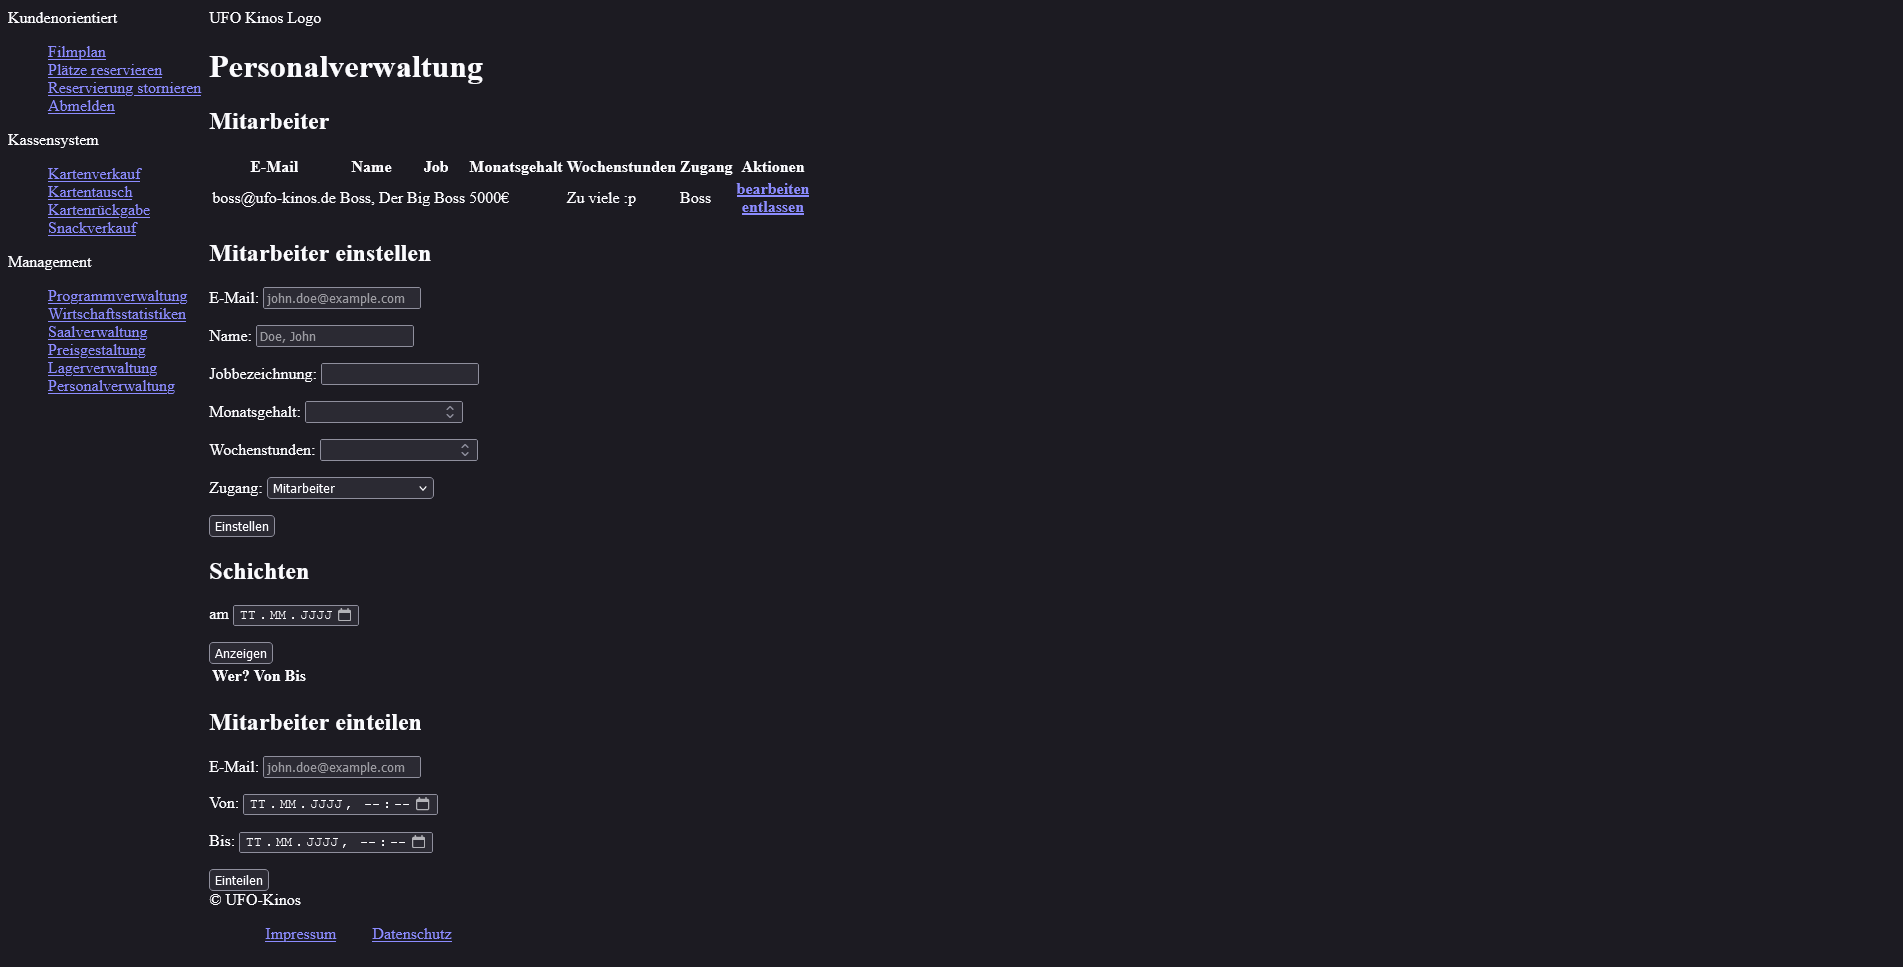 Kundenorientiert
Filmplan
Plätze reservieren
Reservierung stornieren
Abmelden
Kassensystem
Kartenverkauf
Kartentausch
Kartenrückgabe
Snackverkauf
Management
Programmverwaltung
Wirtschaftsstatistiken
Saalverwaltung
Preisgestaltung
Lagerverwaltung
Personalverwaltung
UFO Kinos Logo
Personalverwaltung
Mitarbeiter
E-Mail Name Job Monatsgehalt Wochenstunden Zugang Aktionen
boss@ufo-kinos.de Boss, Der Big Boss 5000€ Zu viele :p Boss bearbeiten
entlassen
Mitarbeiter einstellen
E-Mail: john.doe@example.com
Name: Doe, John
Jobbezeichnung:
Monatsgehalt:
Wochenstunden:
Zugang: Mitarbeiter
Einstellen
Schichten
am TT.MM.JJJJ
Anzeigen
Wer? Von Bis
Mitarbeiter einteilen
E-Mail: john.doe@example.com
Von: TT.MM.JJJJ, --:--
Bis: TT.MM.JJJJ, --:--
Einteilen
© UFO-Kinos
Impressum Datenschutz